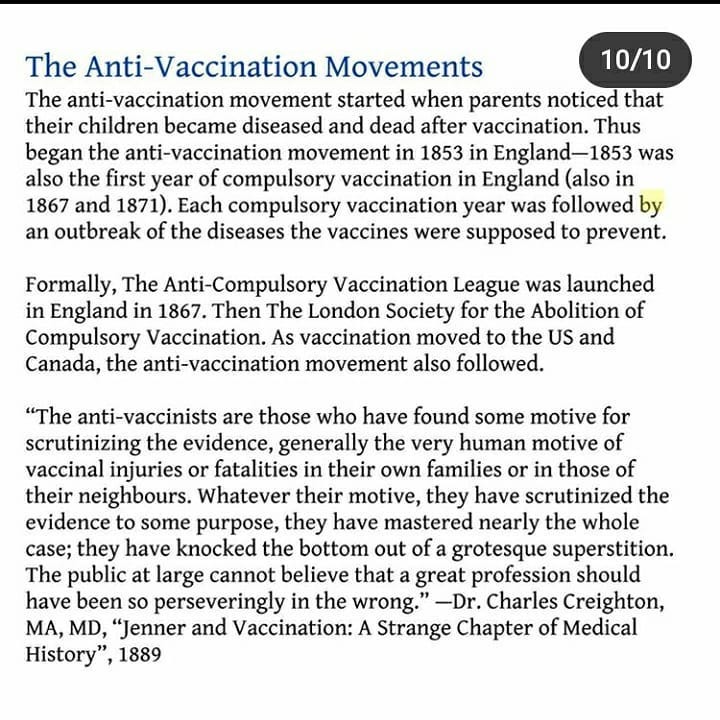 The Anti-Vaccination Movements
10/10
The anti-vaccination movement started when parents noticed that
their children became diseased and dead after vaccination. Thus
began the anti-vaccination movement in 1853 in England—1853 was
also the first year of compulsory vaccination in England (also in
1867 and 1871). Each compulsory vaccination year was followed by
an outbreak of the diseases the vaccines were supposed to prevent.
Formally, The Anti-Compulsory Vaccination League was launched
in England in 1867. Then The London Society for the Abolition of
Compulsory Vaccination. As vaccination moved to the US and
Canada, the anti-vaccination movement also followed.
“The anti-vaccinists are those who have found some motive for
scrutinizing the evidence, generally the very human motive of
vaccinal injuries or fatalities in their own families or in those of
their neighbours. Whatever their motive, they have scrutinized the
evidence to some purpose, they have mastered nearly the whole
case; they have knocked the bottom out of a grotesque superstition.
The public at large cannot believe that a great profession should
have been so perseveringly in the wrong.” —Dr. Charles Creighton,
MA, MD, “Jenner and Vaccination: A Strange Chapter of Medical
History”, 1889